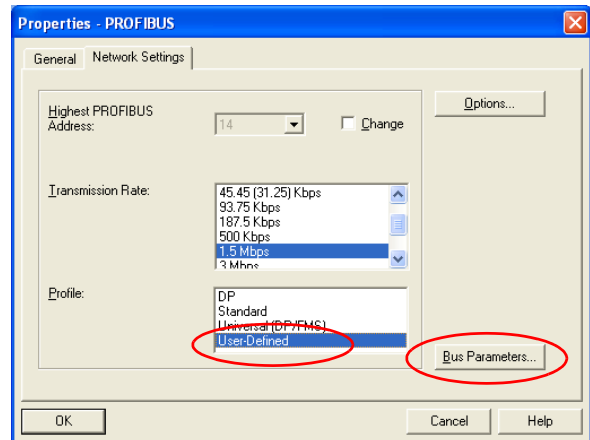 Properties - PROFIBUS
General Network Settings
Highest PROFIBUS
Address:
14
Change
Options...
Transmission Rate:
45.45 (31.25) Kbps
93.75 Kbps
187.5 Kbps
500 Kbps
1.5 Mbps
3 Mbps
Profile:
DP
Standard
Universal (DP/FMS)
User-Defined
Bus Parameters...
OK
Cancel
Help